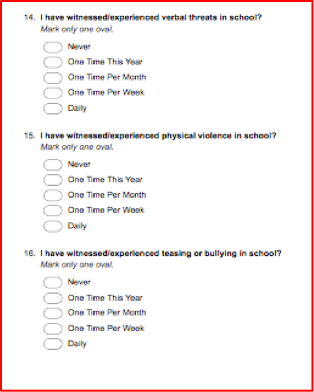 14. I have witnessed/experienced verbal threats in school?
Mark only one oval.
Never
One Time This Year
One Time Per Month
One Time Per Week
Daily
15. I have witnessed/experienced physical violence in school?
Mark only one oval.
Never
One Time This Year
One Time Per Month
One Time Per Week
Daily
16. I have witnessed/experienced teasing or bullying in school?
Mark only one oval.
Never
One Time This Year
One Time Per Month
One Time Per Week
Daily